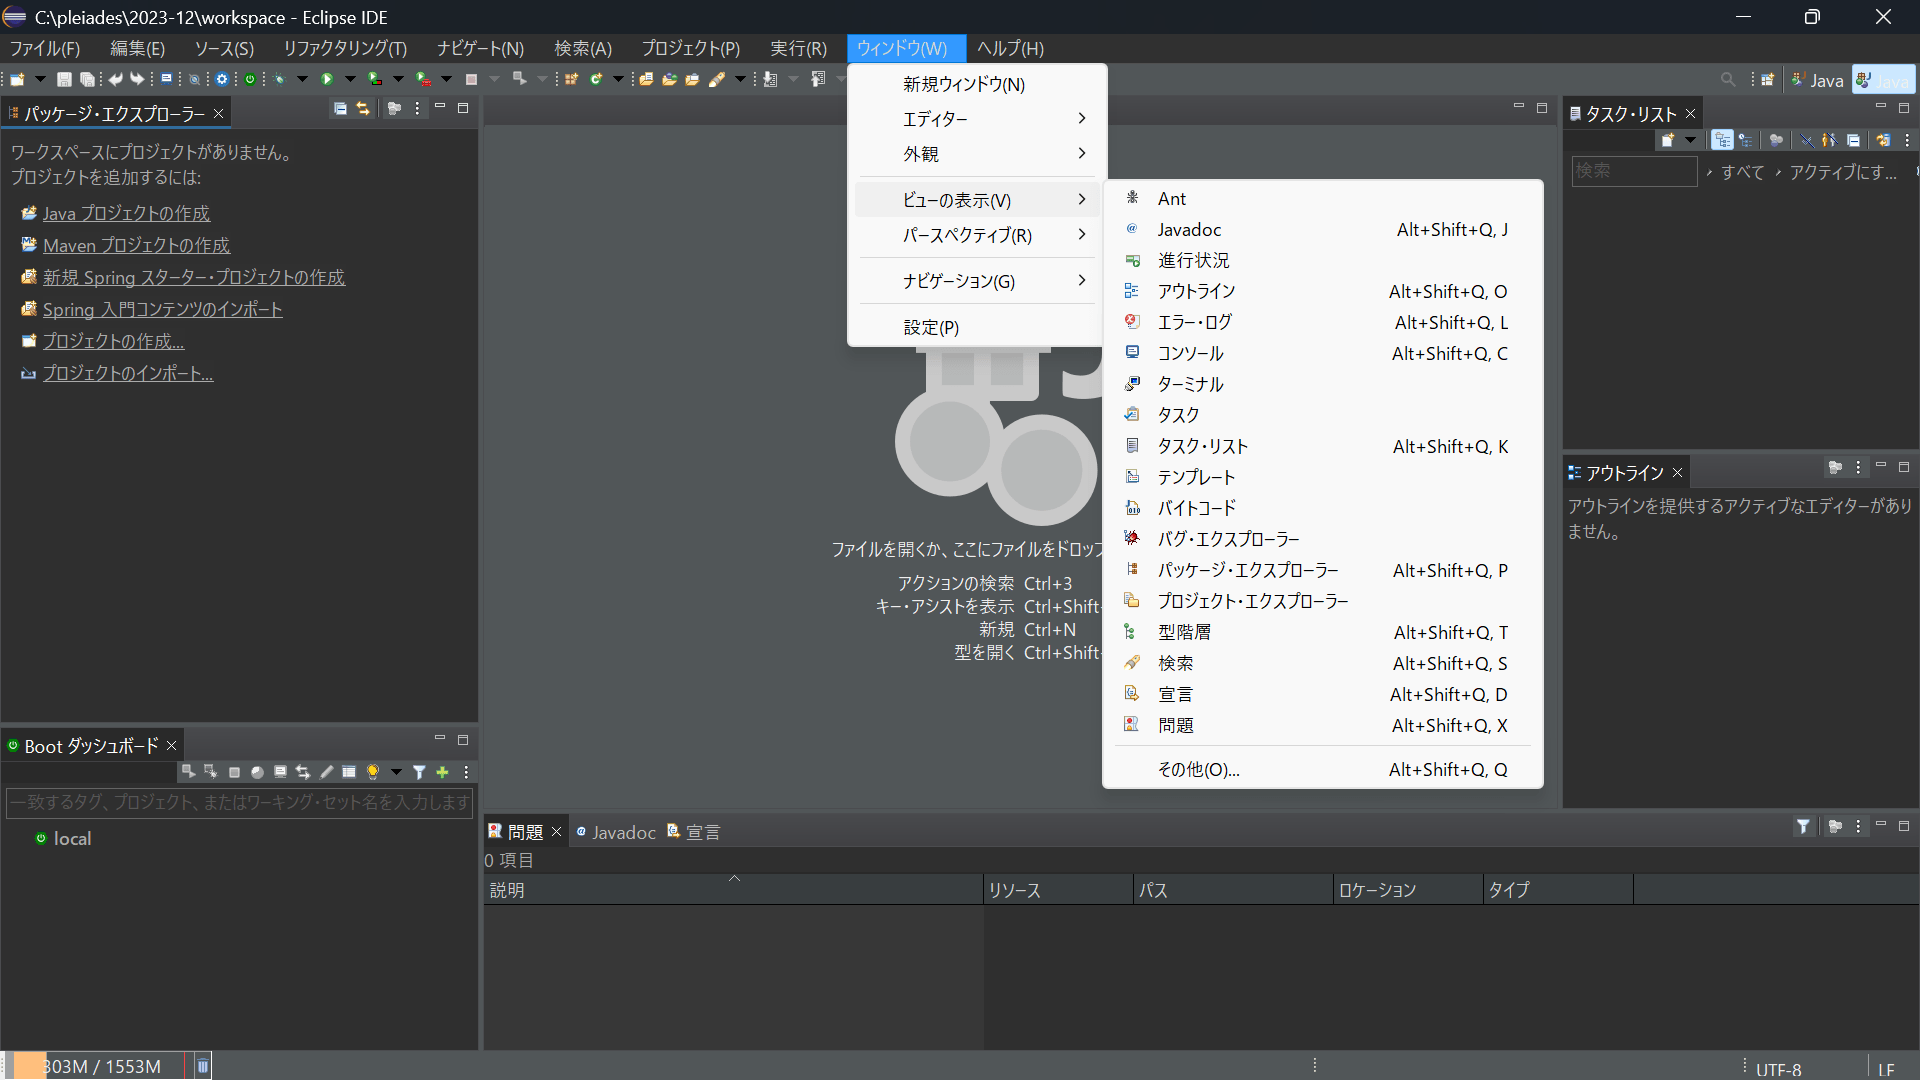 C:\pleiades\2023-12\workspace - Eclipse IDE
ファイル(F) 編集(E) ソース(S) リファクタリング(T) ナビゲート(N) 検索(A) プロジェクト(P) 実行(R) ウィンドウ(W) ヘルプ(H)
Java Java
パッケージ・エクスプローラー
ワークスペースにプロジェクトがありません。
プロジェクトを追加するには:
Java プロジェクトの作成
Maven プロジェクトの作成
新規 Spring スターター・プロジェクトの作成
Spring 入門コンテンツのインポート
プロジェクトの作成...
プロジェクトのインポート...
Boot ダッシュボード
一致するタグ、プロジェクト、またはワーキング・セット名を入力します
local
新規ウィンドウ(N)
エディター
外観
ビューの表示(V)
パースペクティブ(R)
ナビゲーション(G)
設定(P)
ファイルを開くか、ここにファイルをドロップ
アクションの検索 Ctrl+3
キー・アシストを表示 Ctrl+Shift
新規 Ctrl+N
型を開く Ctrl+Shift
Ant
Javadoc Alt+Shift+Q, J
進行状況
アウトライン Alt+Shift+Q, O
エラー・ログ Alt+Shift+Q, L
コンソール Alt+Shift+Q, C
ターミナル
タスク
タスク・リスト Alt+Shift+Q, K
テンプレート
バイトコード
バグ・エクスプローラー
パッケージ・エクスプローラー Alt+Shift+Q, P
プロジェクト・エクスプローラー
型階層 Alt+Shift+Q, T
検索 Alt+Shift+Q, S
宣言 Alt+Shift+Q, D
問題 Alt+Shift+Q, X
その他(O)... Alt+Shift+Q, Q
タスク・リスト
検索 すべて アクティブにす...
アウトライン
アウトラインを提供するアクティブなエディターがあり
ません。
問題 Javadoc 宣言
0 項目
説明 リソース パス ロケーション タイプ
303M / 1553M
UTF-8 LF